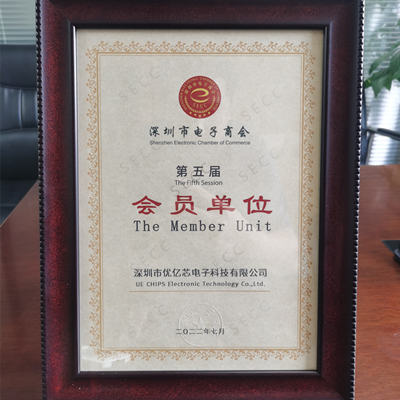 深圳市电子商会
Shenzhen Electronic Chamber of Commerce
第五届
The Fifth Session
会员单位
The Member Unit
深圳市优亿芯电子科技有限公司
UE CHIPS Electronic Technology Co.,Ltd.
二〇二二年七月